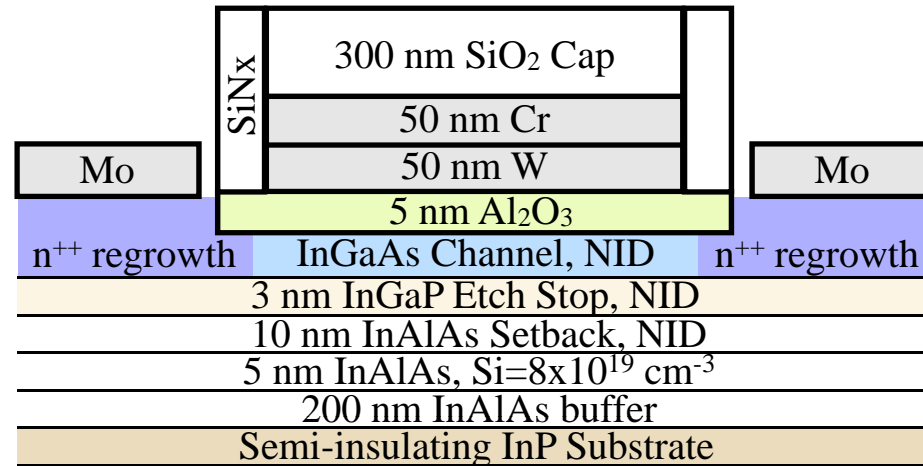 300 nm SiO₂ Cap
SiNx
50 nm Cr
50 nm W
Mo
Mo
5 nm Al₂O₃
n⁺⁺ regrowth
InGaAs Channel, NID
n⁺⁺ regrowth
3 nm InGaP Etch Stop, NID
10 nm InAlAs Setback, NID
5 nm InAlAs, Si=8x10¹⁹ cm⁻³
200 nm InAlAs buffer
Semi-insulating InP Substrate